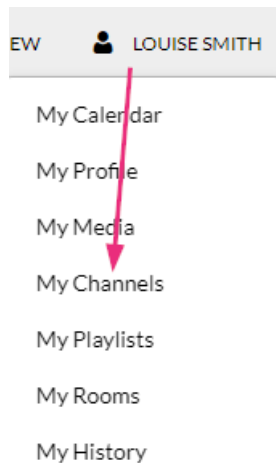 EW LOUISE SMITH
My Calendar
My Profile
My Media
My Channels
My Playlists
My Rooms
My History